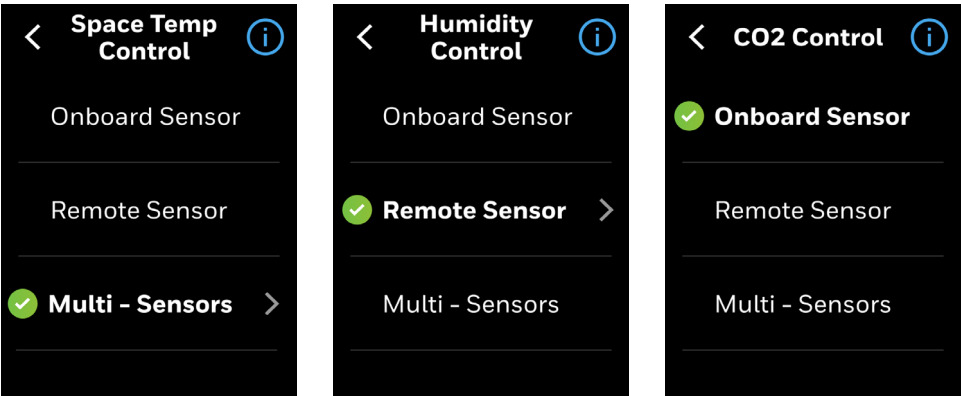 Space Temp
Control
Onboard Sensor
Remote Sensor
Multi - Sensors
Humidity
Control
Onboard Sensor
Remote Sensor
Multi - Sensors
CO2 Control
Onboard Sensor
Remote Sensor
Multi - Sensors